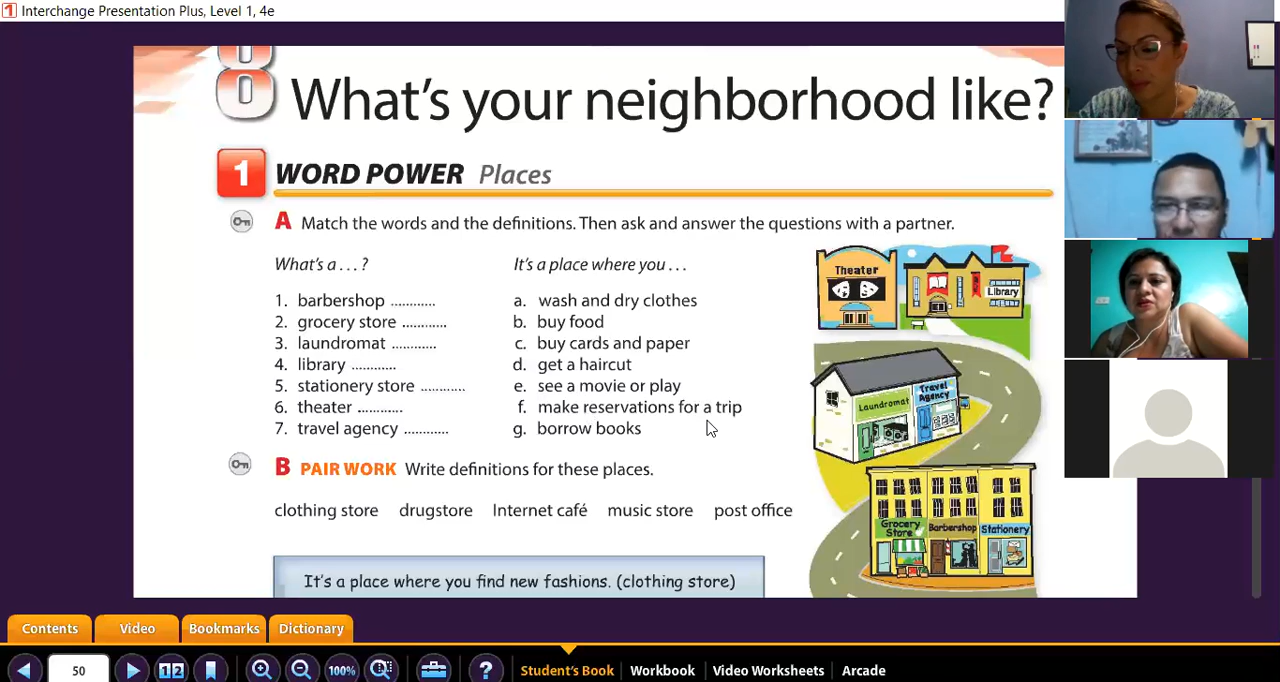 1 Interchange Presentation Plus, Level 1, 4e
8 What's your neighborhood like?
1 WORD POWER Places
A Match the words and the definitions. Then ask and answer the questions with a partner.
What's a . . . ?
1. barbershop ............
2. grocery store ............
3. laundromat ............
4. library ............
5. stationery store ............
6. theater ............
7. travel agency ............
It's a place where you . . .
a. wash and dry clothes
b. buy food
c. buy cards and paper
d. get a haircut
e. see a movie or play
f. make reservations for a trip
g. borrow books
Theater
Library
Laundromat
Travel
Agency
Grocery
Store
Barbershop
Stationery
B PAIR WORK Write definitions for these places.
clothing store drugstore Internet café music store post office
It's a place where you find new fashions. (clothing store)
Contents Video Bookmarks Dictionary
50 1 2 100% ? Student's Book Workbook Video Worksheets Arcade